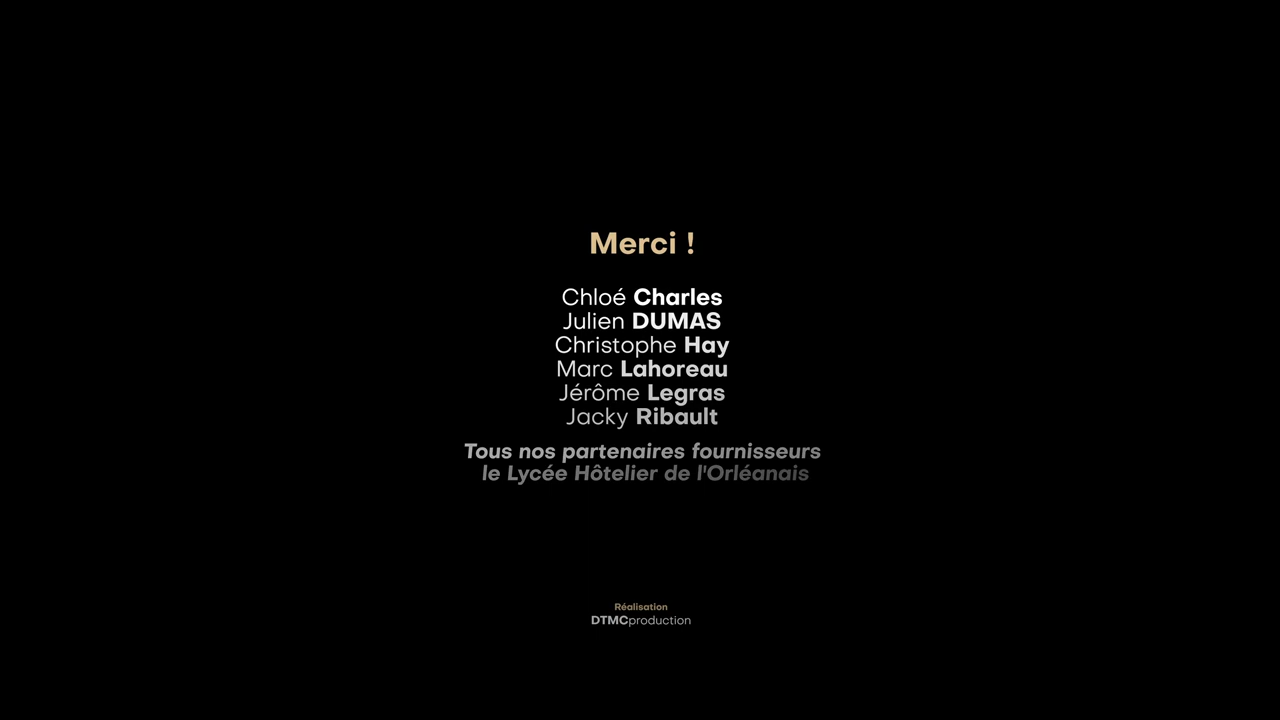 Merci !
Chloé Charles
Julien DUMAS
Christophe Hay
Marc Lahoreau
Jérôme Legras
Jacky Ribault
Tous nos partenaires fournisseurs
le Lycée Hôtelier de l'Orléanais
Réalisation
DTMCproduction